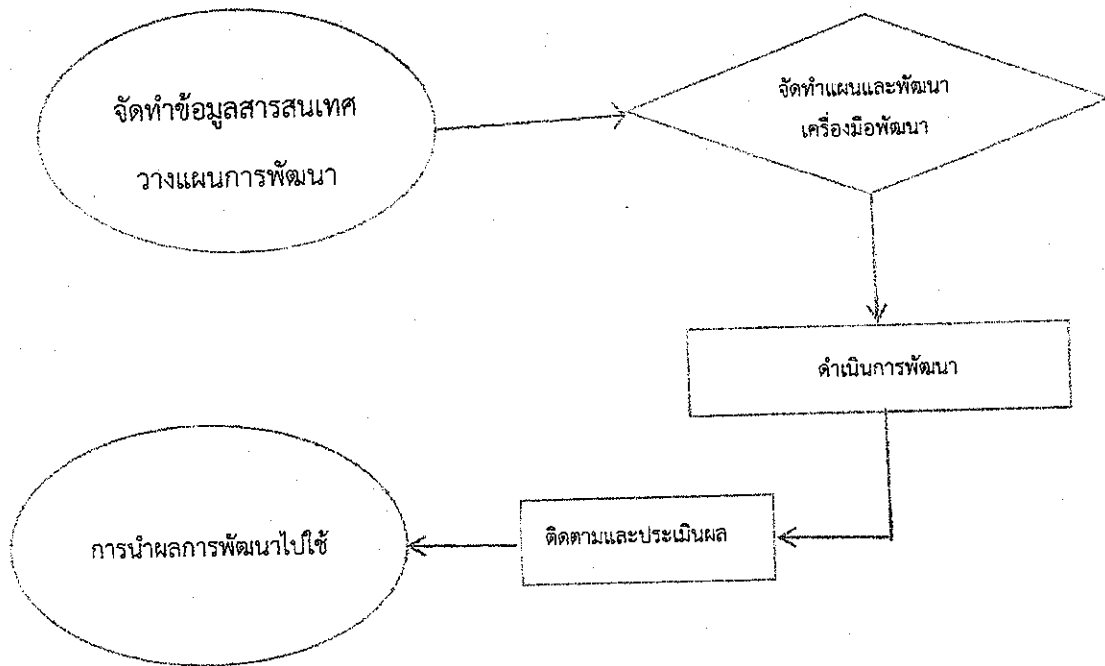 จัดทำข้อมูลสารสนเทศ
วางแผนการพัฒนา
จัดทำแผนและพัฒนา
เครื่องมือพัฒนา
ดำเนินการพัฒนา
ติดตามและประเมินผล
การนำผลการพัฒนาไปใช้